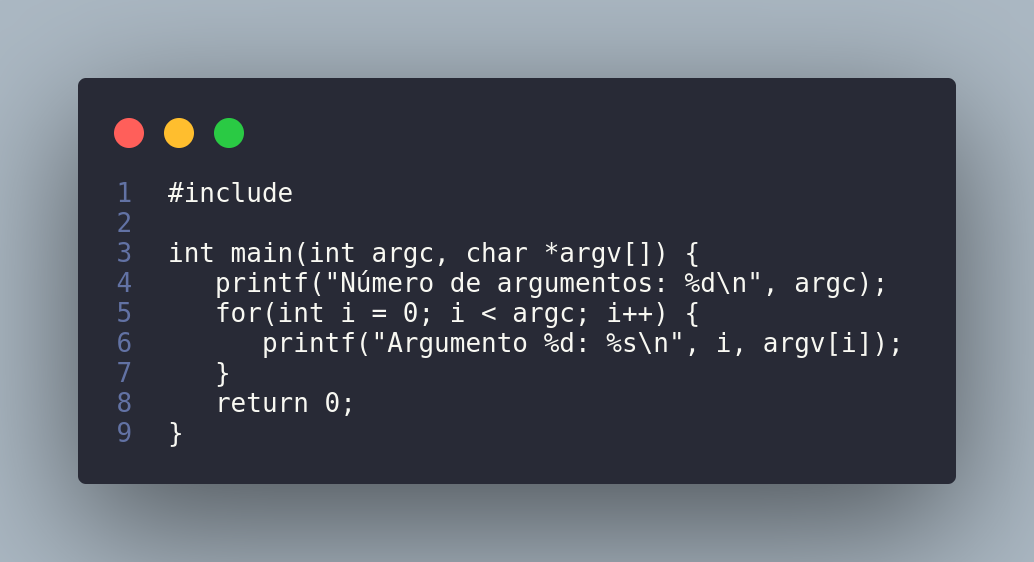 1 #include
2
3 int main(int argc, char *argv[]) {
4    printf("Número de argumentos: %d\n", argc);
5    for(int i = 0; i < argc; i++) {
6       printf("Argumento %d: %s\n", i, argv[i]);
7    }
8    return 0;
9 }